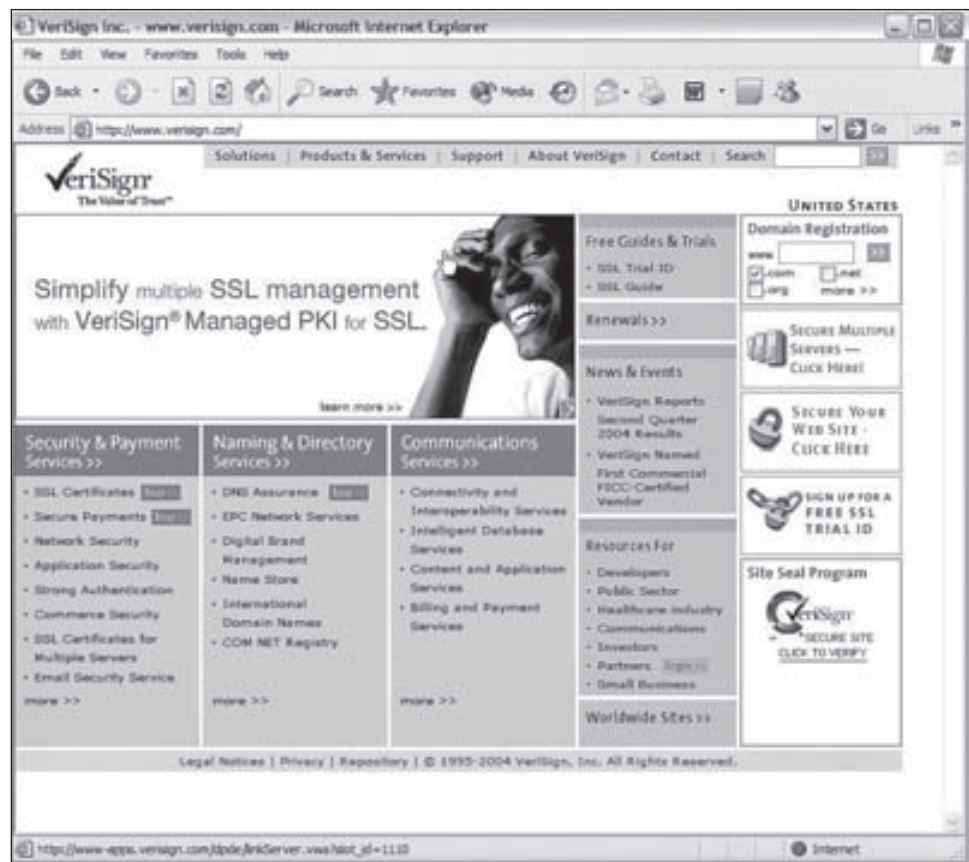 VeriSign Inc. - www.verisign.com - Microsoft Internet Explorer
File Edit View Favorites Tools Help
Back Search Favorites Media
Address http://www.verisign.com/ Go Links »
Solutions | Products & Services | Support | About VeriSign | Contact | Search >>
VeriSign
The Value of Trust™
UNITED STATES
Simplify multiple SSL management
with VeriSign® Managed PKI for SSL.
learn more >>
Free Guides & Trials
• SSL Trial ID
• SSL Guide
Renewals >>
News & Events
• VeriSign Reports
Second Quarter
2004 Results
• VeriSign Named
First Commercial
FICC-Certified
Vendor
Resources For
• Developers
• Public Sector
• Healthcare Industry
• Communications
• Investors
• Partners
• Small Business
Worldwide Sites >>
Domain Registration
www. >>
.com .net
.org more >>
SECURE MULTIPLE
SERVERS —
CLICK HERE!
SECURE YOUR
WEB SITE -
CLICK HERE
SIGN UP FOR A
FREE SSL
TRIAL ID
Site Seal Program
VeriSign
SECURE SITE
CLICK TO VERIFY
Security & Payment
Services >>
• SSL Certificates
• Secure Payments
• Network Security
• Application Security
• Strong Authentication
• Commerce Security
• SSL Certificates for
Multiple Servers
• Email Security Service
more >>
Naming & Directory
Services >>
• DNS Assurance
• EPC Network Services
• Digital Brand
Management
• Name Store
• International
Domain Names
• COM NET Registry
more >>
Communications
Services >>
• Connectivity and
Interoperability Services
• Intelligent Database
Services
• Content and Application
Services
• Billing and Payment
Services
more >>
Legal Notices | Privacy | Repository | © 1995-2004 VeriSign, Inc. All Rights Reserved.
http://www-apps.verisign.com/dpde/linkServer.vwa?slot_id=1110
Internet